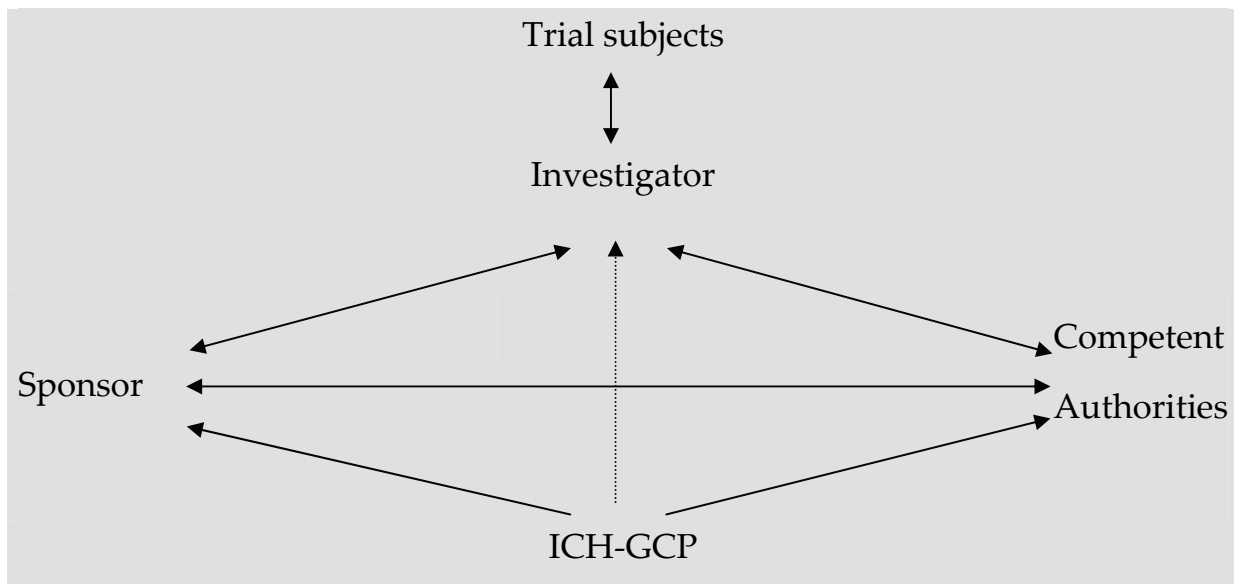 Trial subjects
Investigator
Competent
Sponsor
Authorities
ICH-GCP